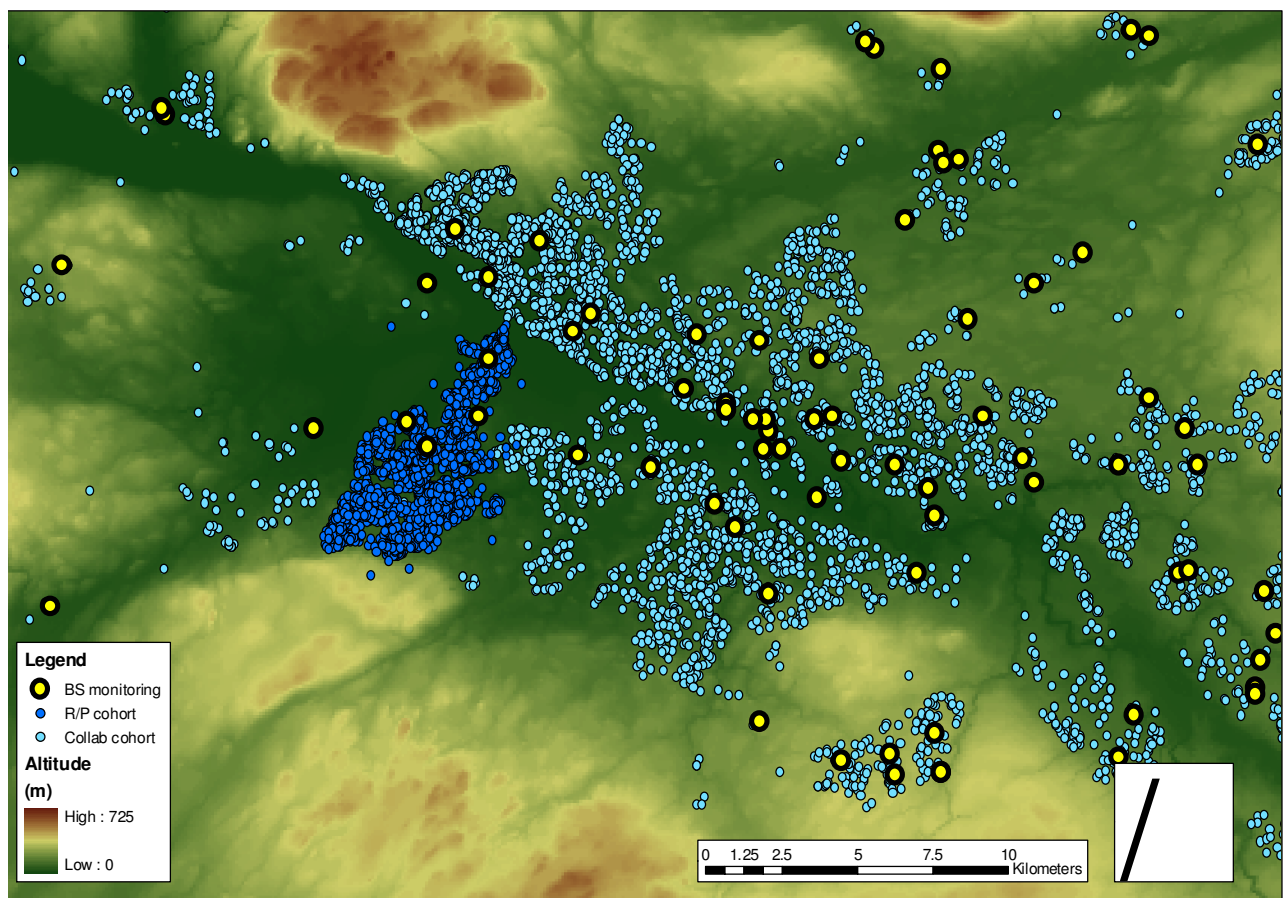 Legend
BS monitoring
R/P cohort
Collab cohort
Altitude
(m)
High : 725
Low : 0
0 1.25 2.5 5 7.5 10
Kilometers